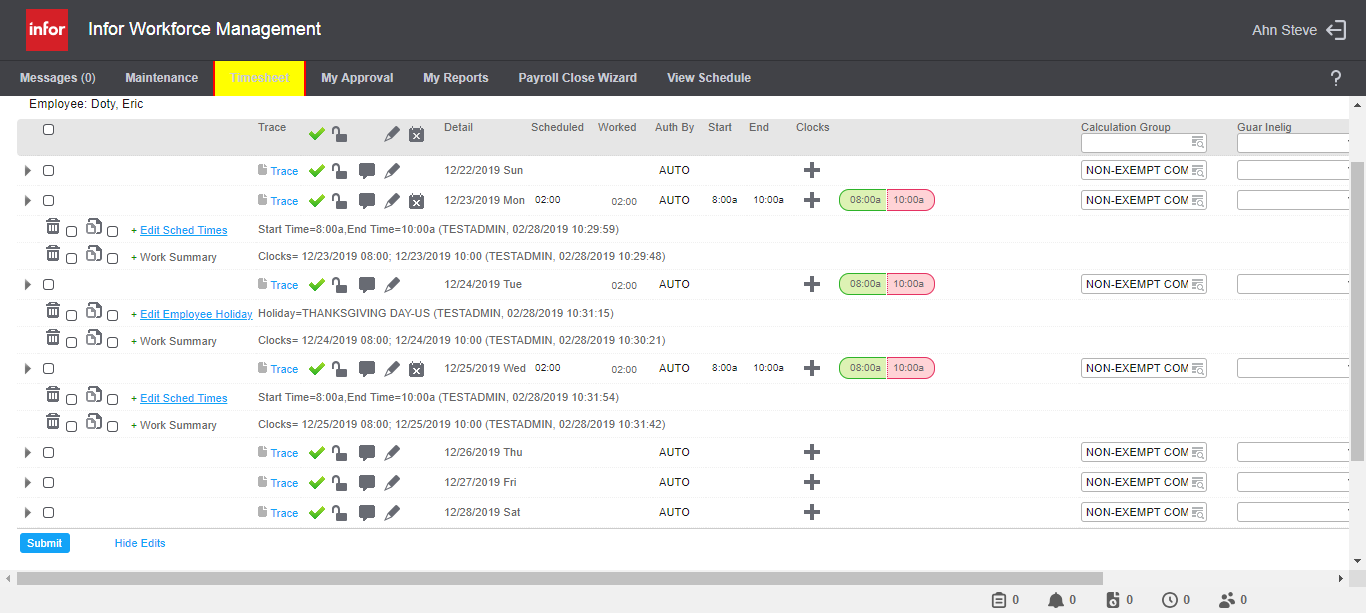 infor Infor Workforce Management Ahn Steve
Messages (0) Maintenance Timesheet My Approval My Reports Payroll Close Wizard View Schedule ?
Employee: Doty, Eric
Trace Detail Scheduled Worked Auth By Start End Clocks Calculation Group Guar Inelig
Trace 12/22/2019 Sun AUTO NON-EXEMPT COM
Trace 12/23/2019 Mon 02:00 02:00 AUTO 8:00a 10:00a 08:00a 10:00a NON-EXEMPT COM
+ Edit Sched Times Start Time=8:00a,End Time=10:00a (TESTADMIN, 02/28/2019 10:29:59)
+ Work Summary Clocks= 12/23/2019 08:00; 12/23/2019 10:00 (TESTADMIN, 02/28/2019 10:29:48)
Trace 12/24/2019 Tue 02:00 AUTO 08:00a 10:00a NON-EXEMPT COM
+ Edit Employee Holiday Holiday=THANKSGIVING DAY-US (TESTADMIN, 02/28/2019 10:31:15)
+ Work Summary Clocks= 12/24/2019 08:00; 12/24/2019 10:00 (TESTADMIN, 02/28/2019 10:30:21)
Trace 12/25/2019 Wed 02:00 02:00 AUTO 8:00a 10:00a 08:00a 10:00a NON-EXEMPT COM
+ Edit Sched Times Start Time=8:00a,End Time=10:00a (TESTADMIN, 02/28/2019 10:31:54)
+ Work Summary Clocks= 12/25/2019 08:00; 12/25/2019 10:00 (TESTADMIN, 02/28/2019 10:31:42)
Trace 12/26/2019 Thu AUTO NON-EXEMPT COM
Trace 12/27/2019 Fri AUTO NON-EXEMPT COM
Trace 12/28/2019 Sat AUTO NON-EXEMPT COM
Submit Hide Edits
0 0 0 0 0